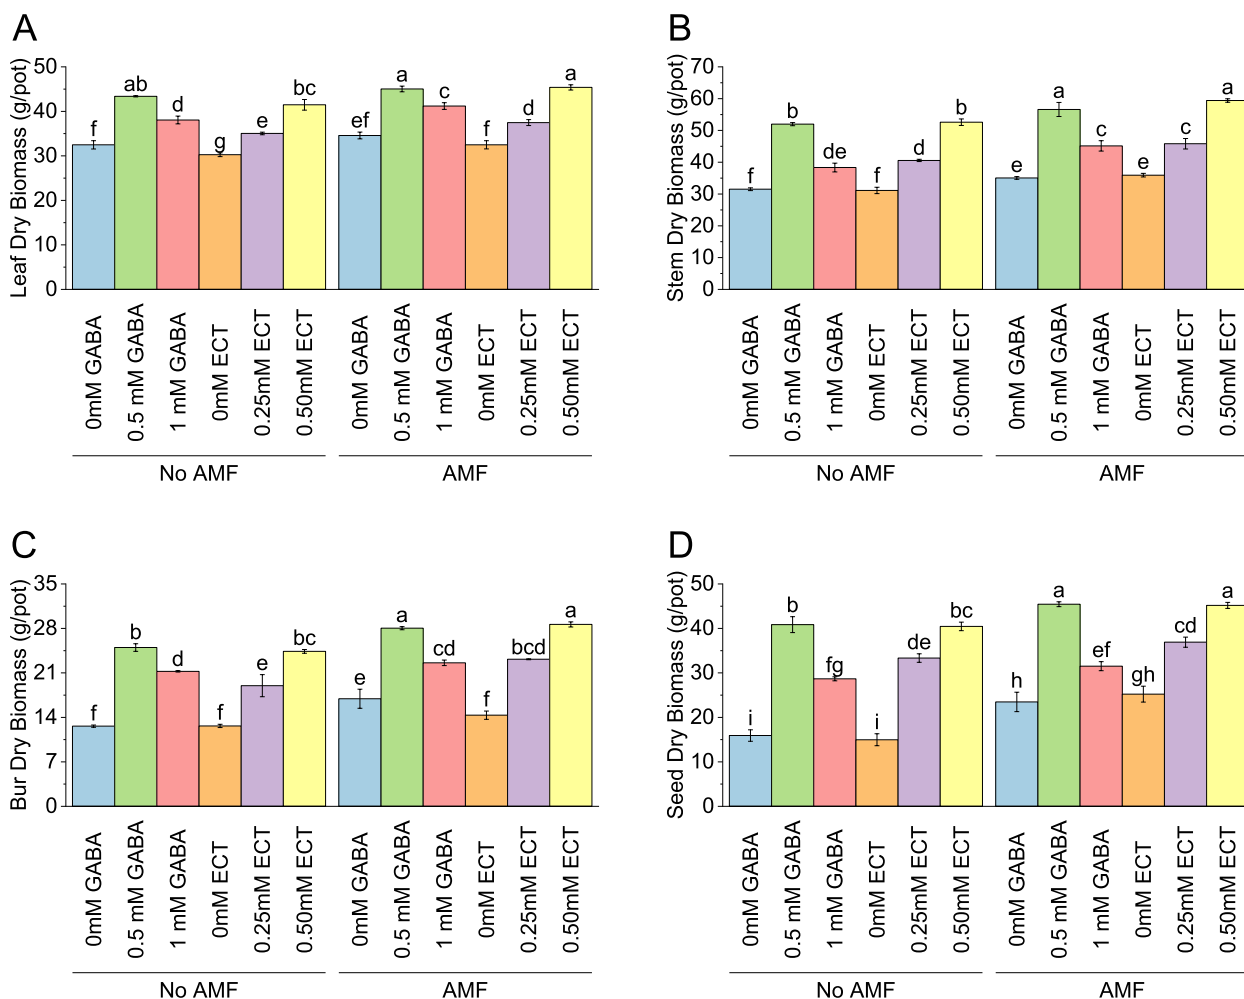 A
Leaf Dry Biomass (g/pot)
50
40
30
20
10
0
f
ab
d
g
e
bc
ef
a
c
f
d
a
0mM GABA
0.5 mM GABA
1 mM GABA
0mM ECT
0.25mM ECT
0.50mM ECT
0mM GABA
0.5 mM GABA
1 mM GABA
0mM ECT
0.25mM ECT
0.50mM ECT
No AMF
AMF
B
Stem Dry Biomass (g/pot)
70
60
50
40
30
20
10
0
f
b
de
f
d
b
e
a
c
e
c
a
0mM GABA
0.5 mM GABA
1 mM GABA
0mM ECT
0.25mM ECT
0.50mM ECT
0mM GABA
0.5 mM GABA
1 mM GABA
0mM ECT
0.25mM ECT
0.50mM ECT
No AMF
AMF
C
Bur Dry Biomass (g/pot)
35
28
21
14
7
0
f
b
d
f
e
bc
e
a
cd
f
bcd
a
0mM GABA
0.5 mM GABA
1 mM GABA
0mM ECT
0.25mM ECT
0.50mM ECT
0mM GABA
0.5 mM GABA
1 mM GABA
0mM ECT
0.25mM ECT
0.50mM ECT
No AMF
AMF
D
Seed Dry Biomass (g/pot)
50
40
30
20
10
0
i
b
fg
i
de
bc
h
a
ef
gh
cd
a
0mM GABA
0.5 mM GABA
1 mM GABA
0mM ECT
0.25mM ECT
0.50mM ECT
0mM GABA
0.5 mM GABA
1 mM GABA
0mM ECT
0.25mM ECT
0.50mM ECT
No AMF
AMF